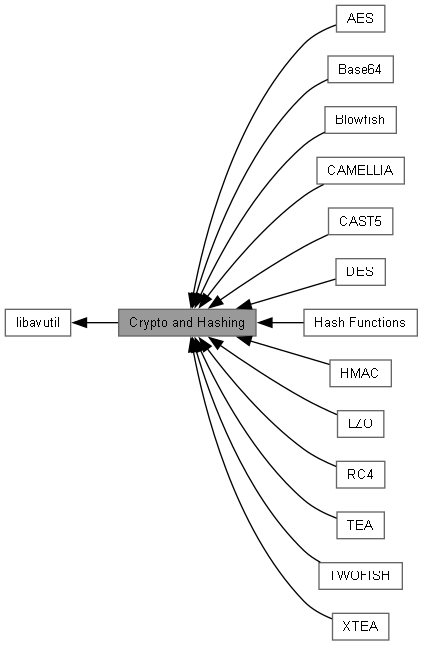 AES
Base64
Blowfish
CAMELLIA
CAST5
DES
libavutil
Crypto and Hashing
Hash Functions
HMAC
LZO
RC4
TEA
TWOFISH
XTEA